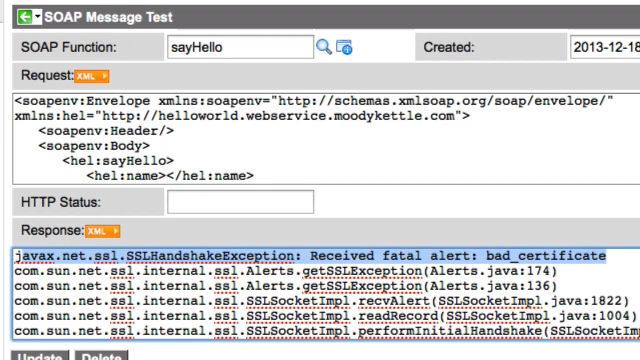 SOAP Message Test
SOAP Function: sayHello Created: 2013-12-18
Request: XML
<soapenv:Envelope xmlns:soapenv="http://schemas.xmlsoap.org/soap/envelope/"
xmlns:hel="http://helloworld.webservice.moodykettle.com">
<soapenv:Header/>
<soapenv:Body>
<hel:sayHello>
<hel:name></hel:name>
HTTP Status:
Response: XML
javax.net.ssl.SSLHandshakeException: Received fatal alert: bad_certificate
com.sun.net.ssl.internal.ssl.Alerts.getSSLException(Alerts.java:174)
com.sun.net.ssl.internal.ssl.Alerts.getSSLException(Alerts.java:136)
com.sun.net.ssl.internal.ssl.SSLSocketImpl.recvAlert(SSLSocketImpl.java:1822)
com.sun.net.ssl.internal.ssl.SSLSocketImpl.readRecord(SSLSocketImpl.java:1004)
com.sun.net.ssl.internal.ssl.SSLSocketImpl.performInitialHandshake(SSLSocketIm
Update Delete